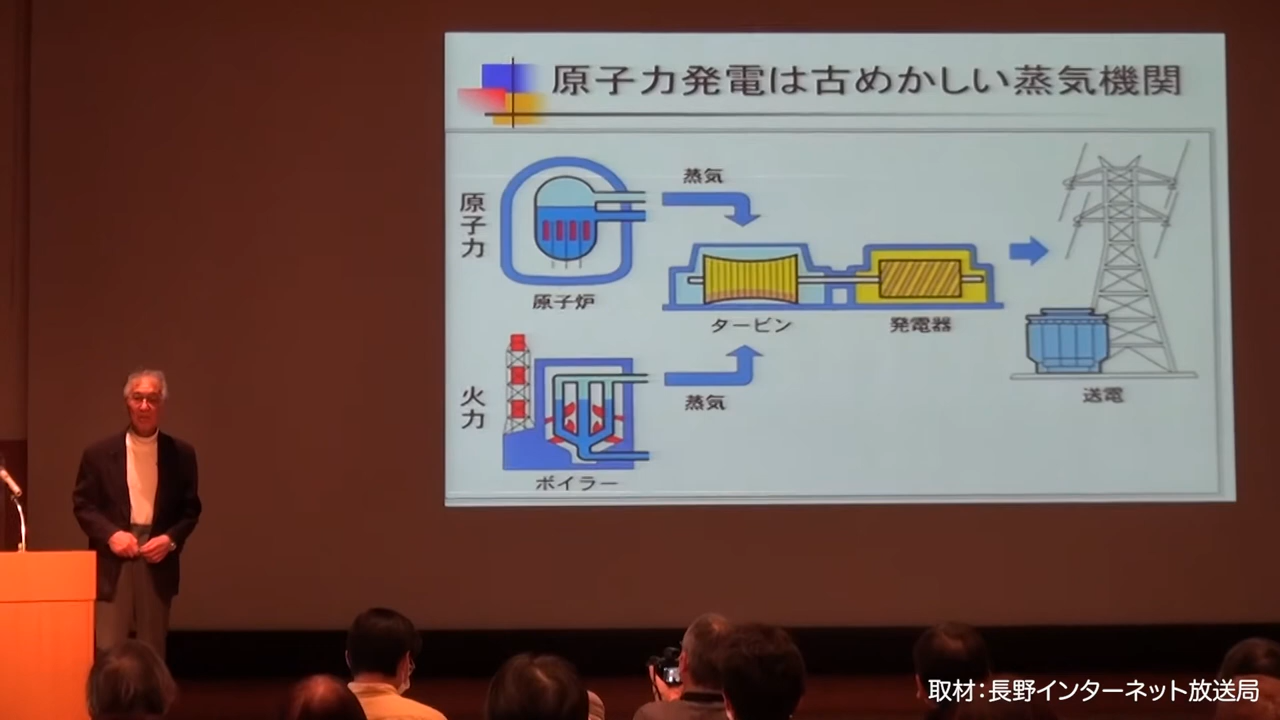 原子力発電は古めかしい蒸気機関
原子力
蒸気
原子炉
タービン
発電器
火力
蒸気
送電
ボイラー
取材:長野インターネット放送局